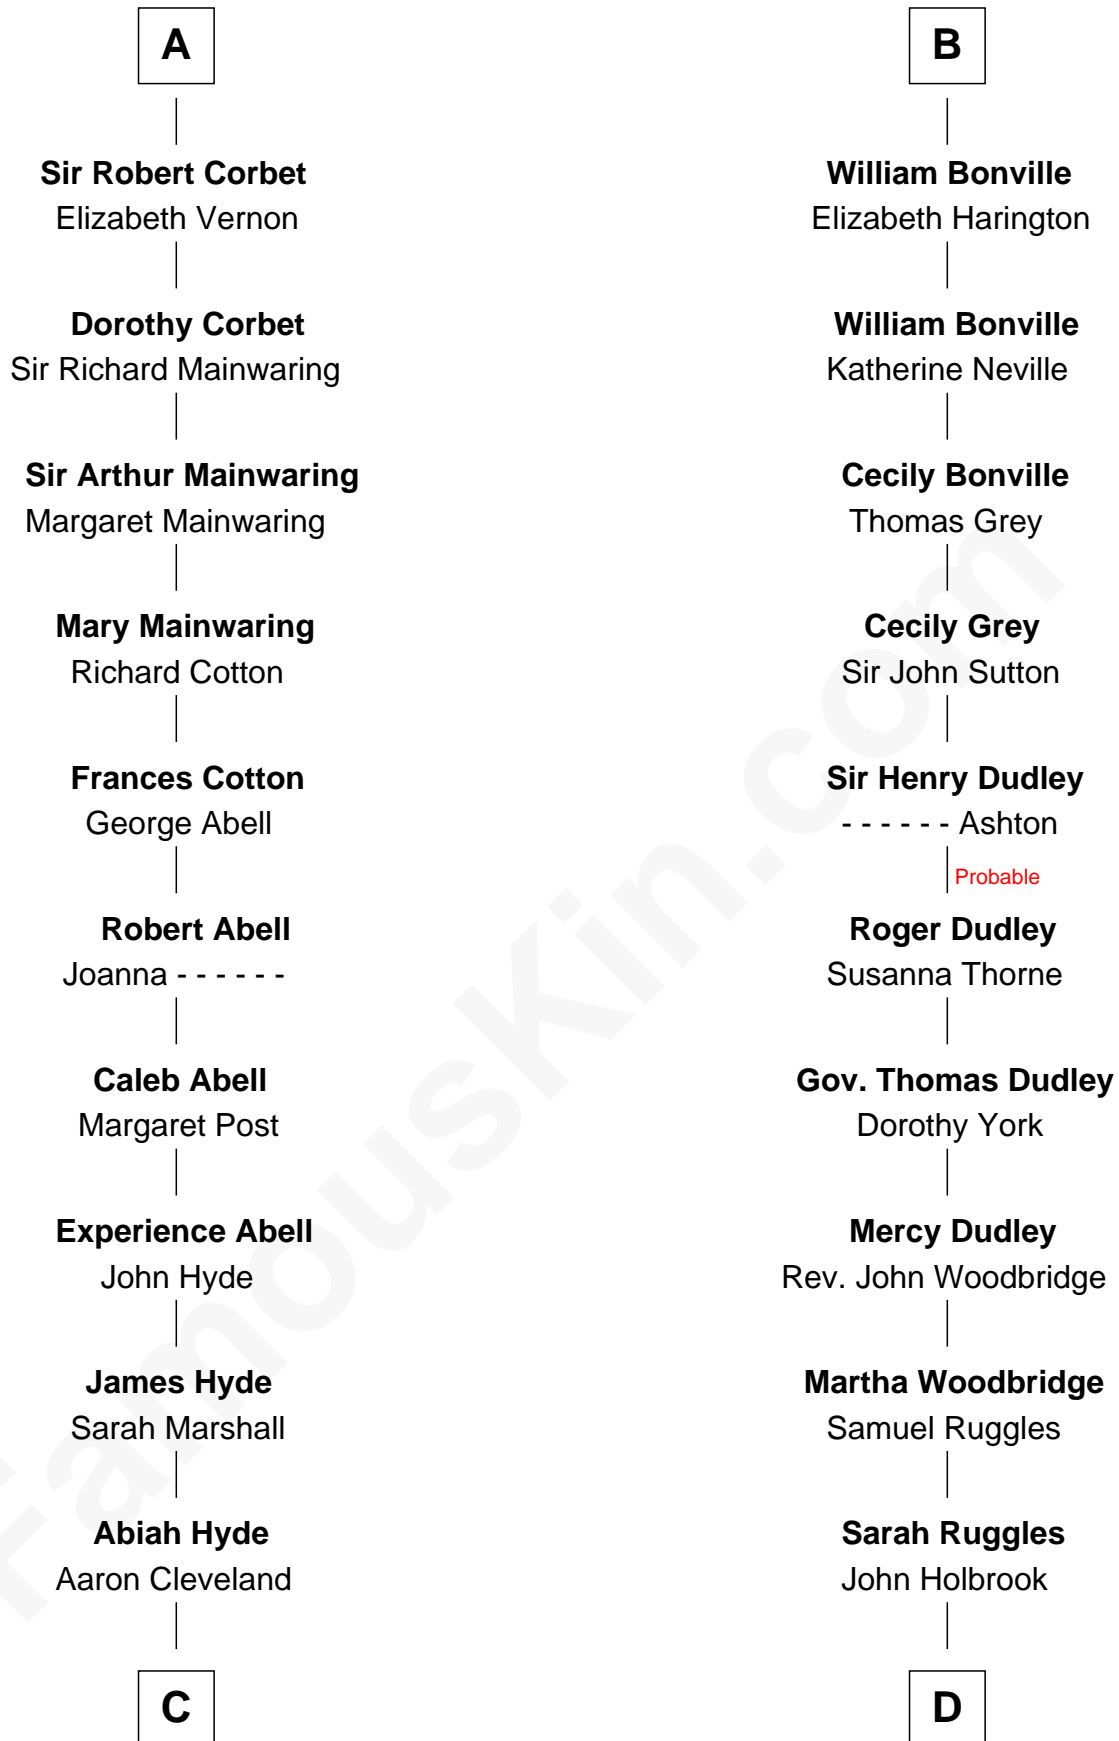 A
Sir Robert Corbet
Elizabeth Vernon
Dorothy Corbet
Sir Richard Mainwaring
Sir Arthur Mainwaring
Margaret Mainwaring
Mary Mainwaring
Richard Cotton
Frances Cotton
George Abell
Robert Abell
Joanna - - - - - -
Caleb Abell
Margaret Post
Experience Abell
John Hyde
James Hyde
Sarah Marshall
Abiah Hyde
Aaron Cleveland
C
B
William Bonville
Elizabeth Harington
William Bonville
Katherine Neville
Cecily Bonville
Thomas Grey
Cecily Grey
Sir John Sutton
Sir Henry Dudley
- - - - - - Ashton
Probable
Roger Dudley
Susanna Thorne
Gov. Thomas Dudley
Dorothy York
Mercy Dudley
Rev. John Woodbridge
Martha Woodbridge
Samuel Ruggles
Sarah Ruggles
John Holbrook
D
FamousKin.com